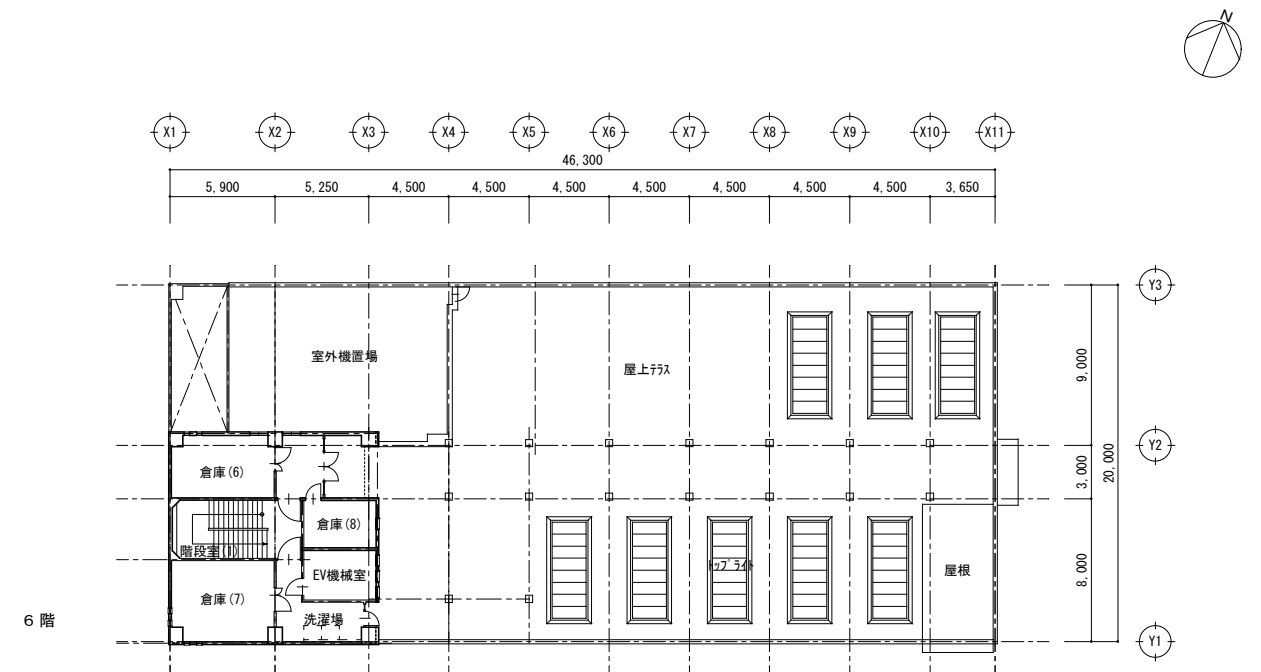 N
X1 X2 X3 X4 X5 X6 X7 X8 X9 X10 X11
46,300
5,900 5,250 4,500 4,500 4,500 4,500 4,500 4,500 4,500 3,650
Y3
室外機置場
屋上テラス
9,000
Y2
倉庫(6)
3,000
20,000
倉庫(8)
階段室(1)
トップライト
屋根
8,000
EV機械室
倉庫(7)
洗濯場
6階
Y1